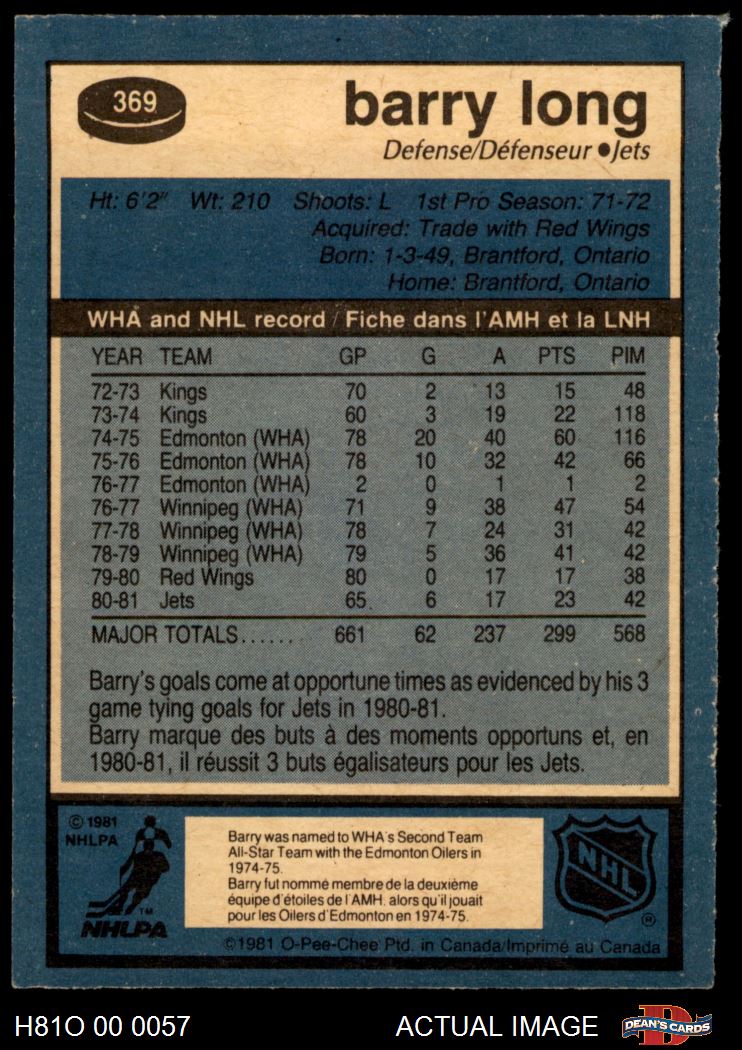 369
barry long
Defense/Défenseur ●Jets
Ht: 6'2" Wt: 210 Shoots: L 1st Pro Season: 71-72
Acquired: Trade with Red Wings
Born: 1-3-49, Brantford, Ontario
Home: Brantford, Ontario
WHA and NHL record / Fiche dans l'AMH et la LNH
YEAR TEAM GP G A PTS PIM
72-73 Kings 70 2 13 15 48
73-74 Kings 60 3 19 22 118
74-75 Edmonton (WHA) 78 20 40 60 116
75-76 Edmonton (WHA) 78 10 32 42 66
76-77 Edmonton (WHA) 2 0 1 1 2
76-77 Winnipeg (WHA) 71 9 38 47 54
77-78 Winnipeg (WHA) 78 7 24 31 42
78-79 Winnipeg (WHA) 79 5 36 41 42
79-80 Red Wings 80 0 17 17 38
80-81 Jets 65 6 17 23 42
MAJOR TOTALS....... 661 62 237 299 568
Barry's goals come at opportune times as evidenced by his 3
game tying goals for Jets in 1980-81.
Barry marque des buts à des moments opportuns et, en
1980-81, il réussit 3 buts égalisateurs pour les Jets.
© 1981
NHLPA
TM
NHLPA
Barry was named to WHA's Second Team
All-Star Team with the Edmonton Oilers in
1974-75.
Barry fut nommé membre de la deuxième
équipe d'étoiles de l'AMH, alors qu'il jouait
pour les Oilers d'Edmonton en 1974-75.
NHL
®
©1981 O-Pee-Chee Ptd. in Canada/Imprimé au Canada
H81O 00 0057 ACTUAL IMAGE
D
DEAN'S CARDS